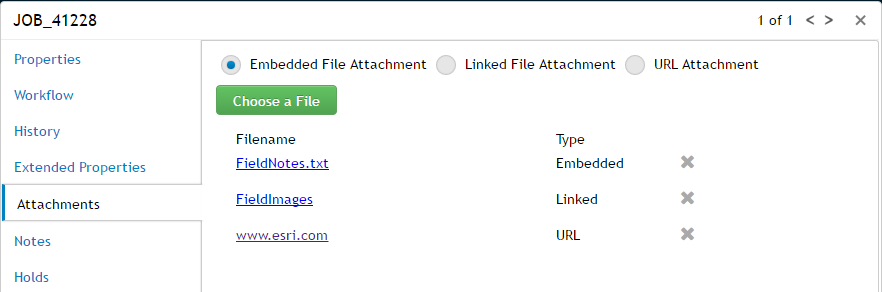 JOB_41228
1 of 1 < > ×
Properties
Workflow
History
Extended Properties
Attachments
Notes
Holds
Embedded File Attachment Linked File Attachment URL Attachment
Choose a File
Filename Type
FieldNotes.txt Embedded
FieldImages Linked
www.esri.com URL